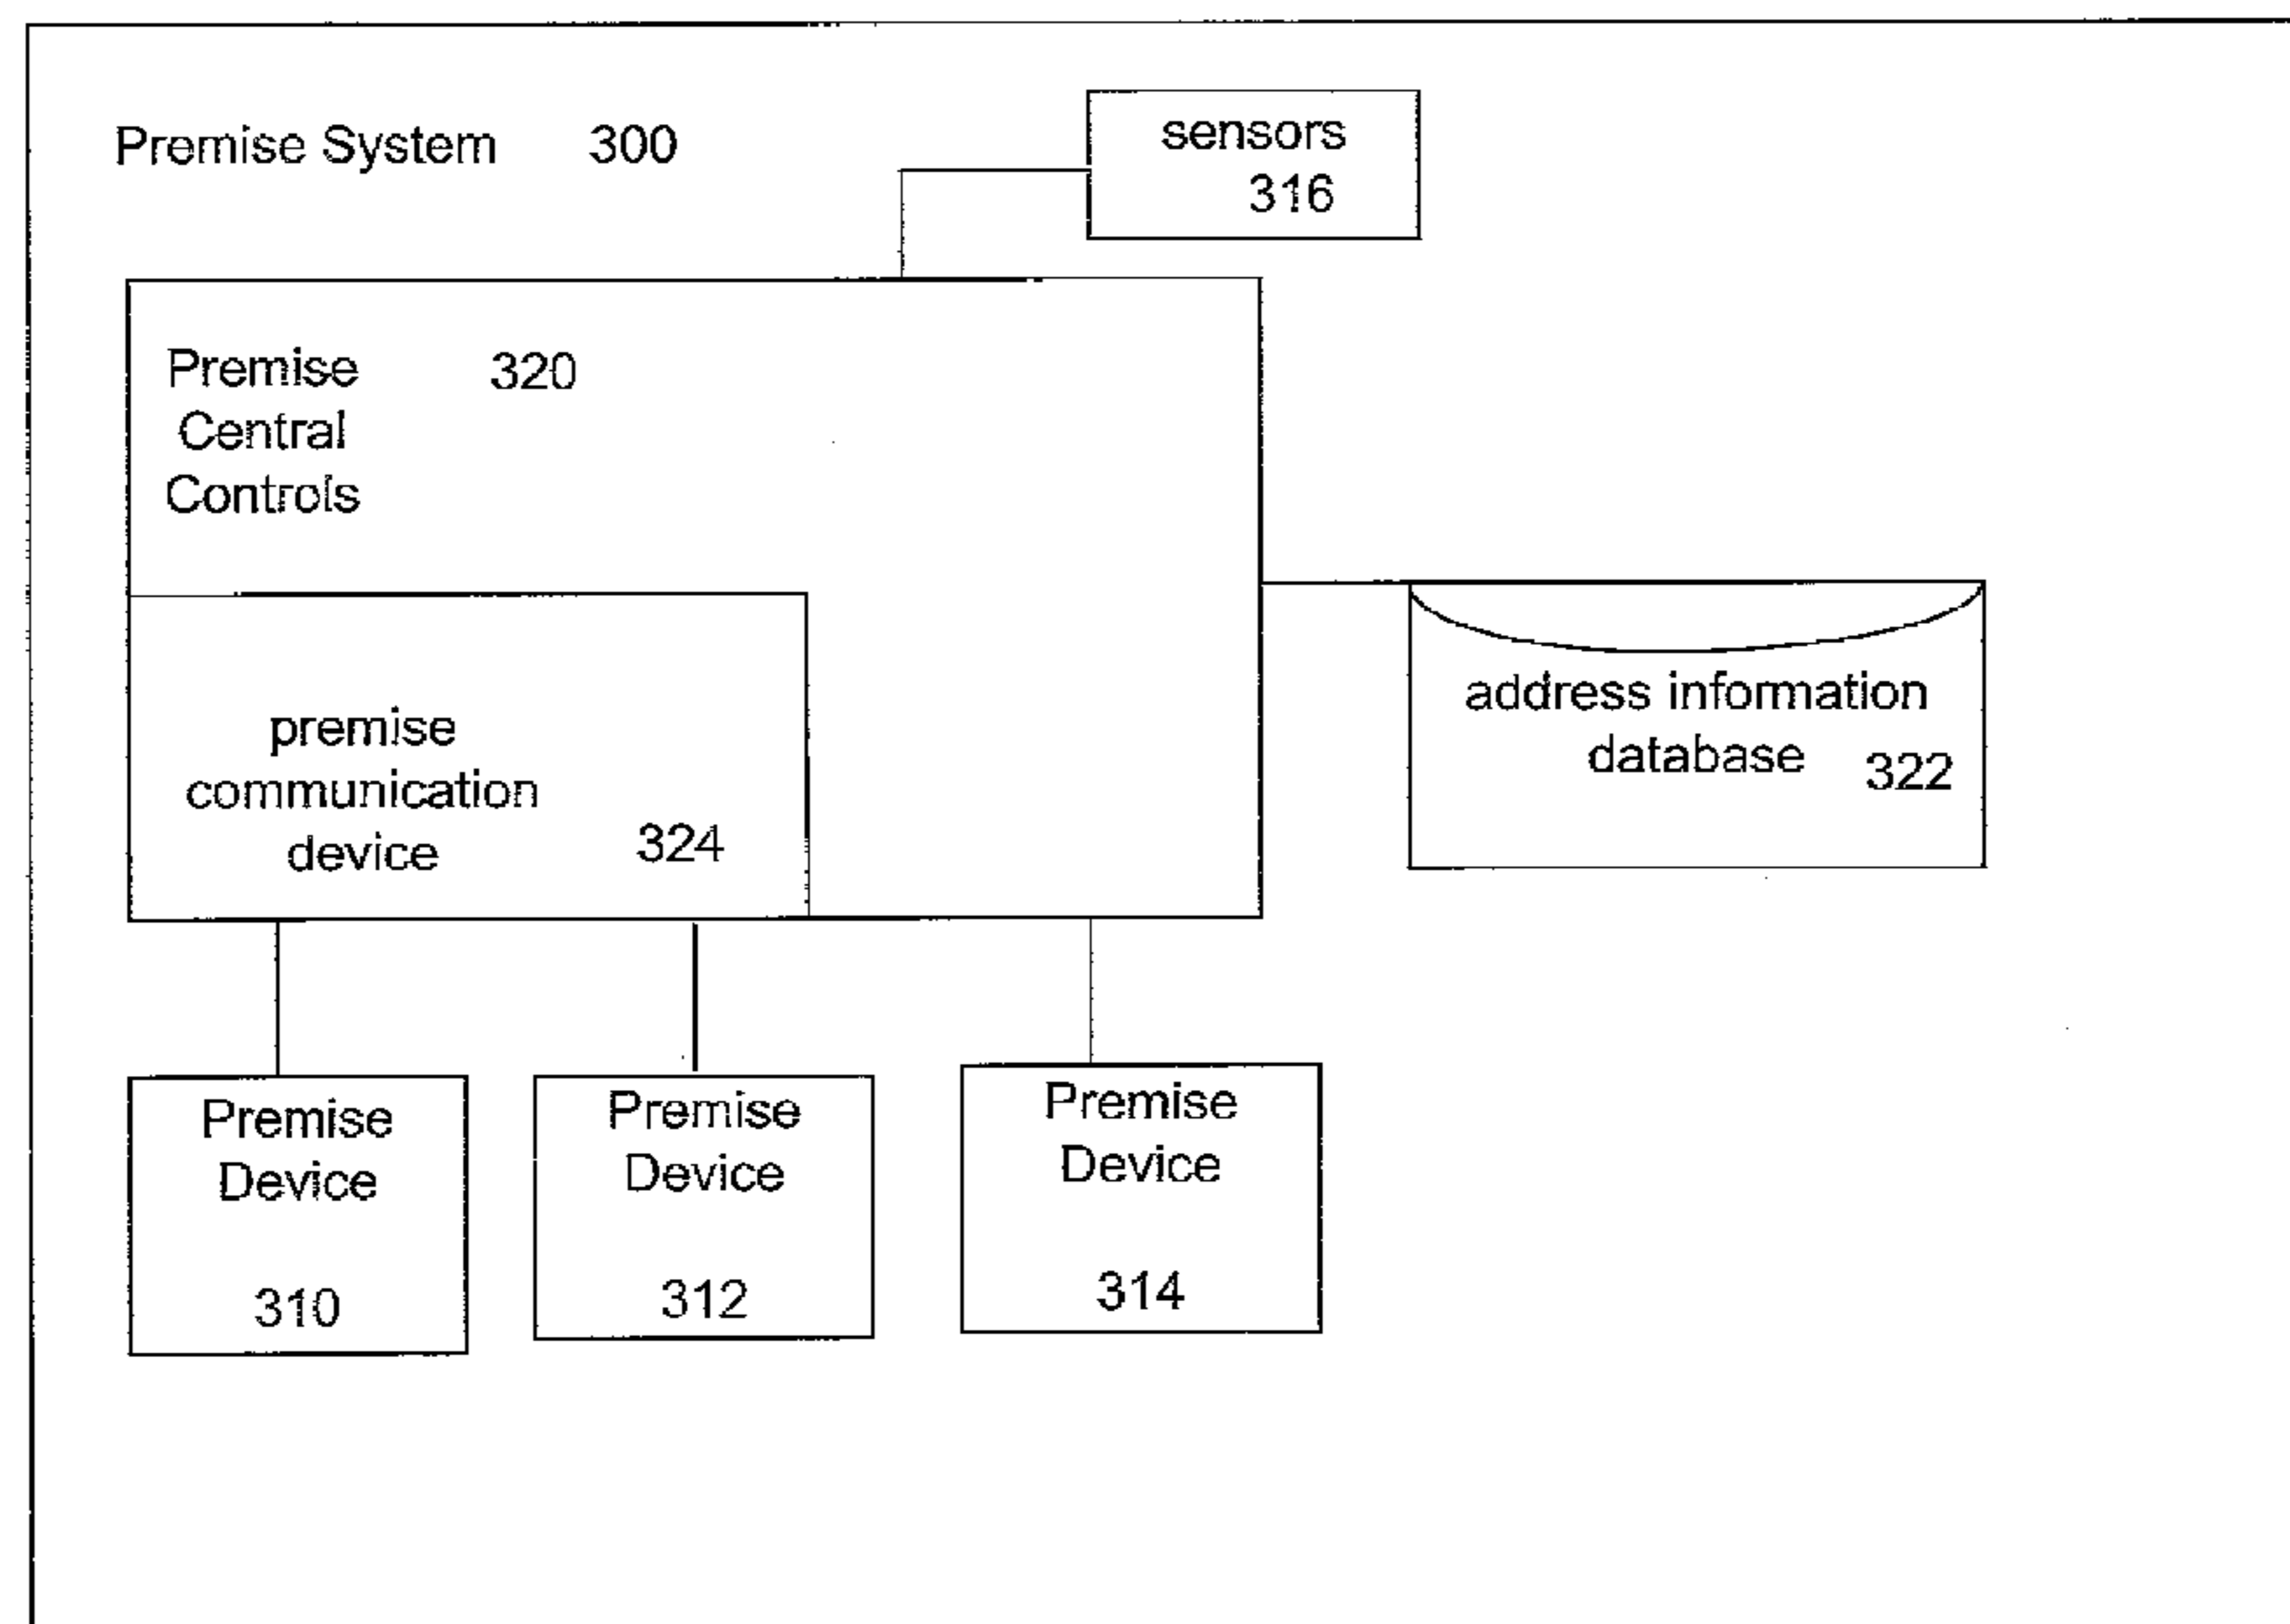 Premise System 300
sensors
316
Premise 320
Central
Controls
premise
communication
device 324
address information
database 322
Premise
Device
310
Premise
Device
312
Premise
Device
314